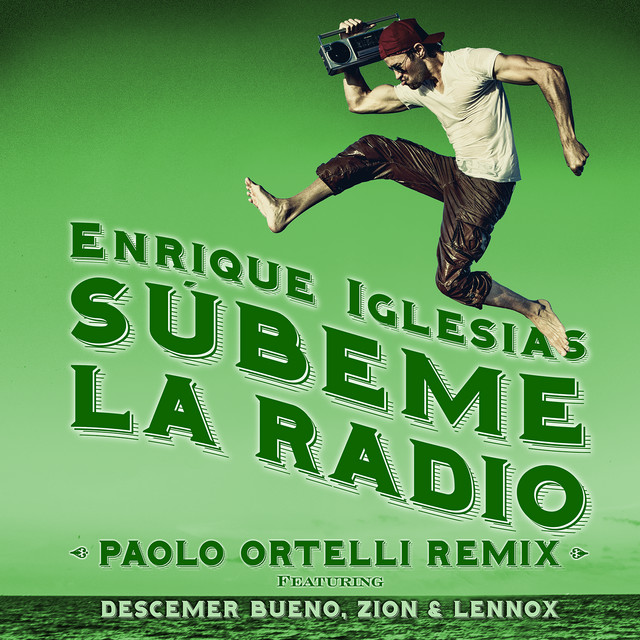 Enrique Iglesias
SÚBEME
LA RADIO
PAOLO ORTELLI REMIX
Featuring
DESCEMER BUENO, ZION & LENNOX